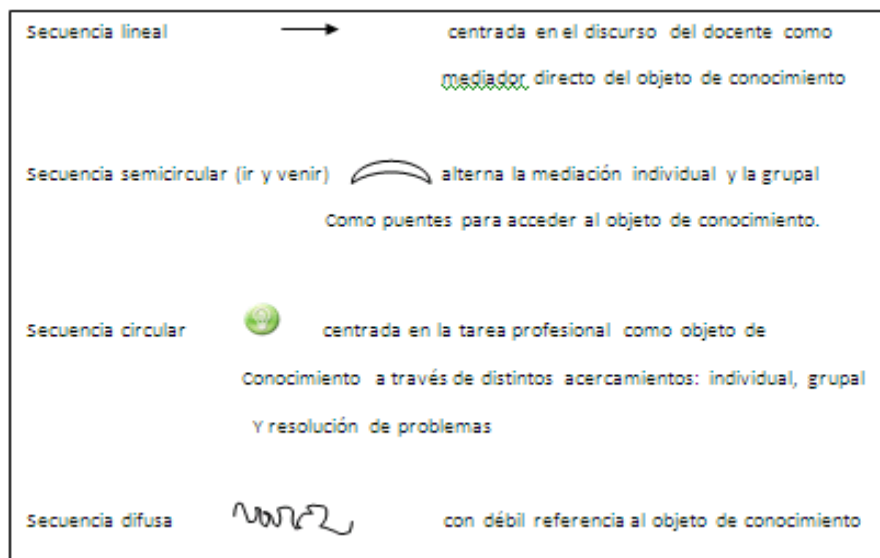 Secuencia lineal centrada en el discurso del docente como
mediador directo del objeto de conocimiento
Secuencia semicircular (ir y venir) alterna la mediación individual y la grupal
Como puentes para acceder al objeto de conocimiento.
Secuencia circular centrada en la tarea profesional como objeto de
Conocimiento a través de distintos acercamientos: individual, grupal
Y resolución de problemas
Secuencia difusa con débil referencia al objeto de conocimiento